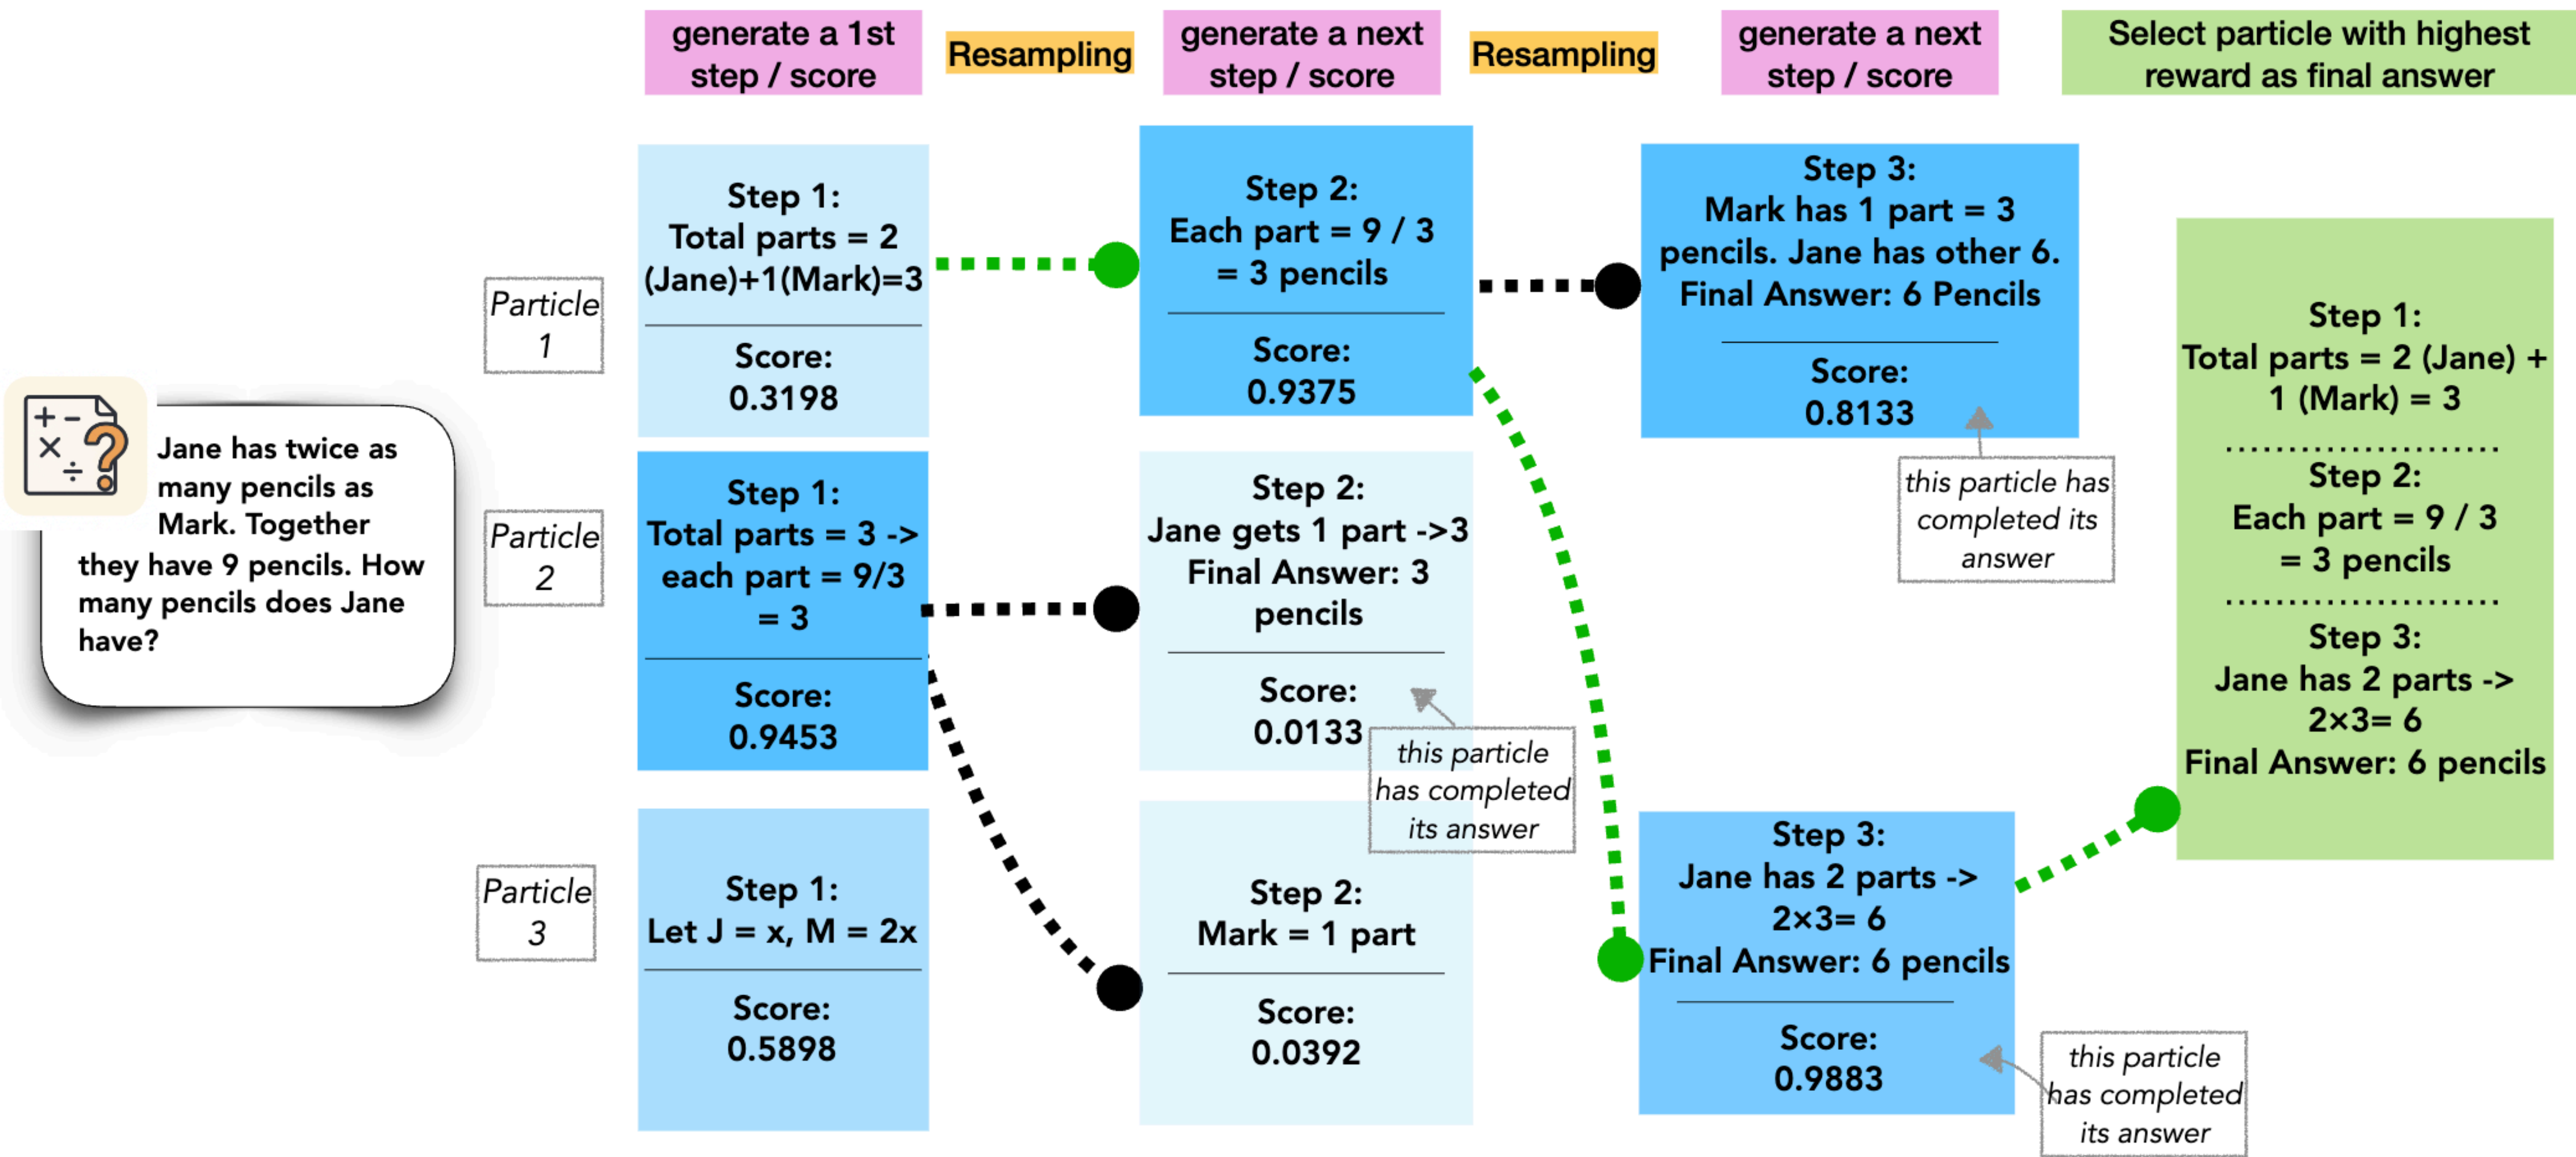 generate a 1st
step / score
Resampling
generate a next
step / score
Resampling
generate a next
step / score
Select particle with highest
reward as final answer
+ -
× ?
÷
Jane has twice as
many pencils as
Mark. Together
they have 9 pencils. How
many pencils does Jane
have?
Particle
1
Step 1:
Total parts = 2
(Jane)+1(Mark)=3
Score:
0.3198
Step 2:
Each part = 9 / 3
= 3 pencils
Score:
0.9375
Step 3:
Mark has 1 part = 3
pencils. Jane has other 6.
Final Answer: 6 Pencils
Score:
0.8133
this particle has
completed its
answer
Particle
2
Step 1:
Total parts = 3 ->
each part = 9/3
= 3
Score:
0.9453
Step 2:
Jane gets 1 part ->3
Final Answer: 3
pencils
Score:
0.0133
this particle
has completed
its answer
Particle
3
Step 1:
Let J = x, M = 2x
Score:
0.5898
Step 2:
Mark = 1 part
Score:
0.0392
Step 3:
Jane has 2 parts ->
2×3= 6
Final Answer: 6 pencils
Score:
0.9883
this particle
has completed
its answer
Step 1:
Total parts = 2 (Jane) +
1 (Mark) = 3
Step 2:
Each part = 9 / 3
= 3 pencils
Step 3:
Jane has 2 parts ->
2×3= 6
Final Answer: 6 pencils